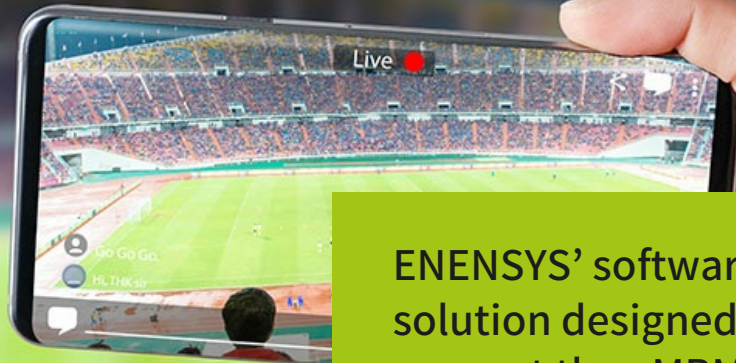 Live
Go Go Go,
Hi, THK sir
ENENSYS’ softwar
solution designed